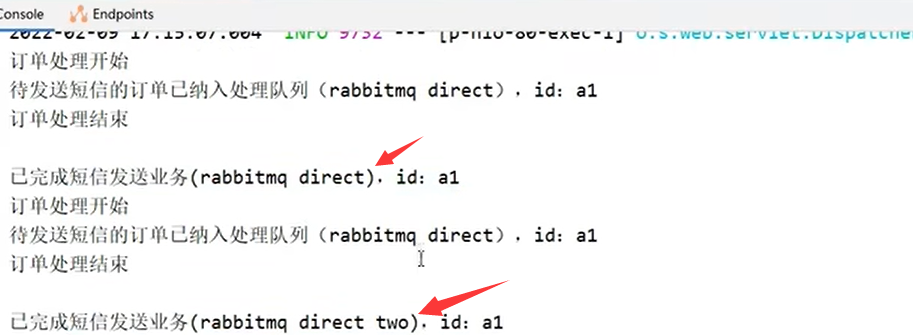 Console Endpoints
2022-02-09 17:15:07.004 INFO 9732 --- [p-nio-80-exec-1] o.s.web.servlet.Dispatche
订单处理开始
待发送短信的订单已纳入处理队列（rabbitmq direct），id：a1
订单处理结束
已完成短信发送业务(rabbitmq direct)，id：a1
订单处理开始
待发送短信的订单已纳入处理队列（rabbitmq direct），id：a1
订单处理结束
已完成短信发送业务(rabbitmq direct two)，id：a1